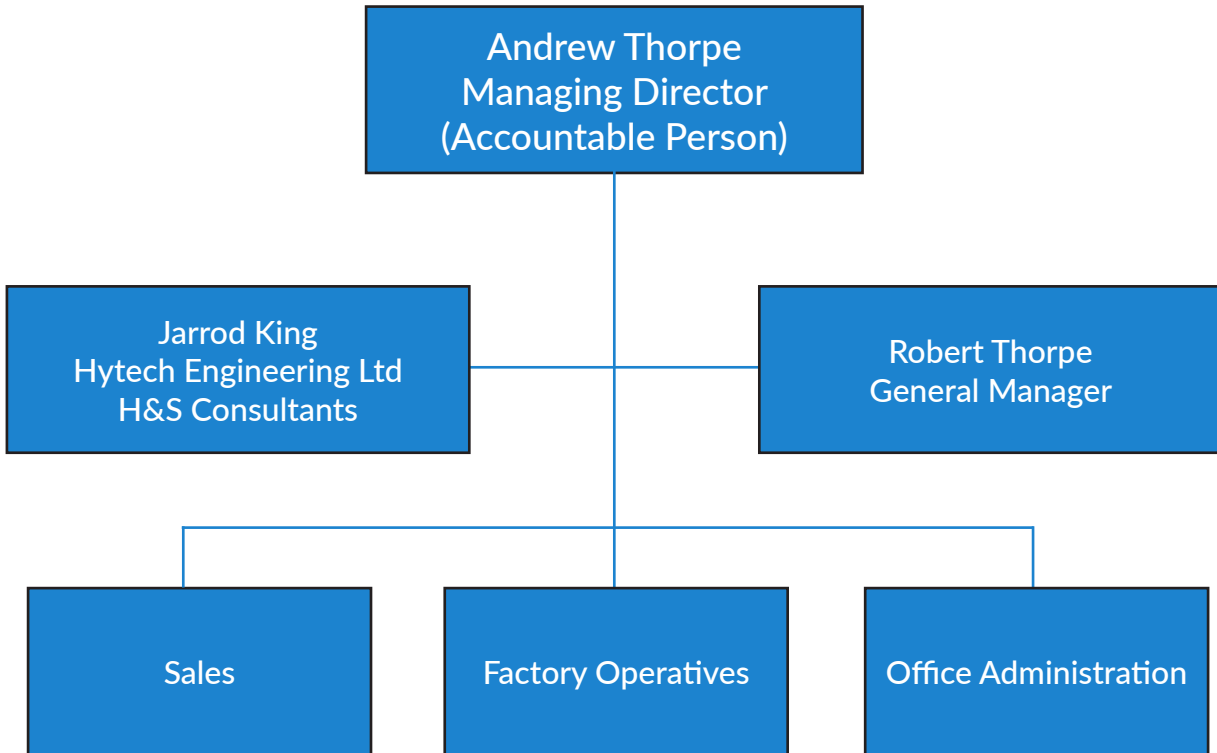 Andrew Thorpe
Managing Director
(Accountable Person)
Jarrod King
Hytech Engineering Ltd
H&S Consultants
Robert Thorpe
General Manager
Sales
Factory Operatives
Office Administration